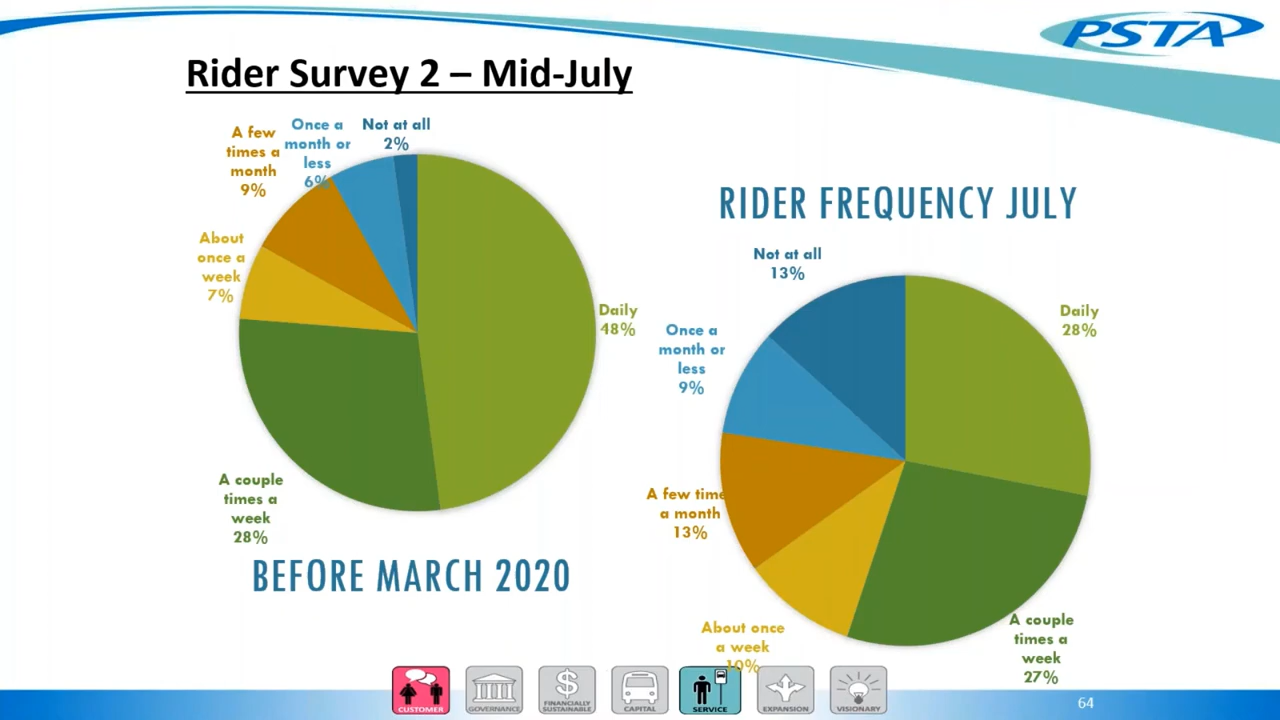 PSTA
Rider Survey 2 – Mid-July
A few
times a
month
9%
Once a
month or
less
6%
Not at all
2%
About
once a
week
7%
Daily
48%
A couple
times a
week
28%
BEFORE MARCH 2020
RIDER FREQUENCY JULY
Not at all
13%
Daily
28%
Once a
month or
less
9%
A few time
a month
13%
About once
a week
10%
A couple
times a
week
27%
CUSTOMER
GOVERNANCE
FINANCIALLY
SUSTAINABLE
CAPITAL
SERVICE
EXPANSION
VISIONARY
64